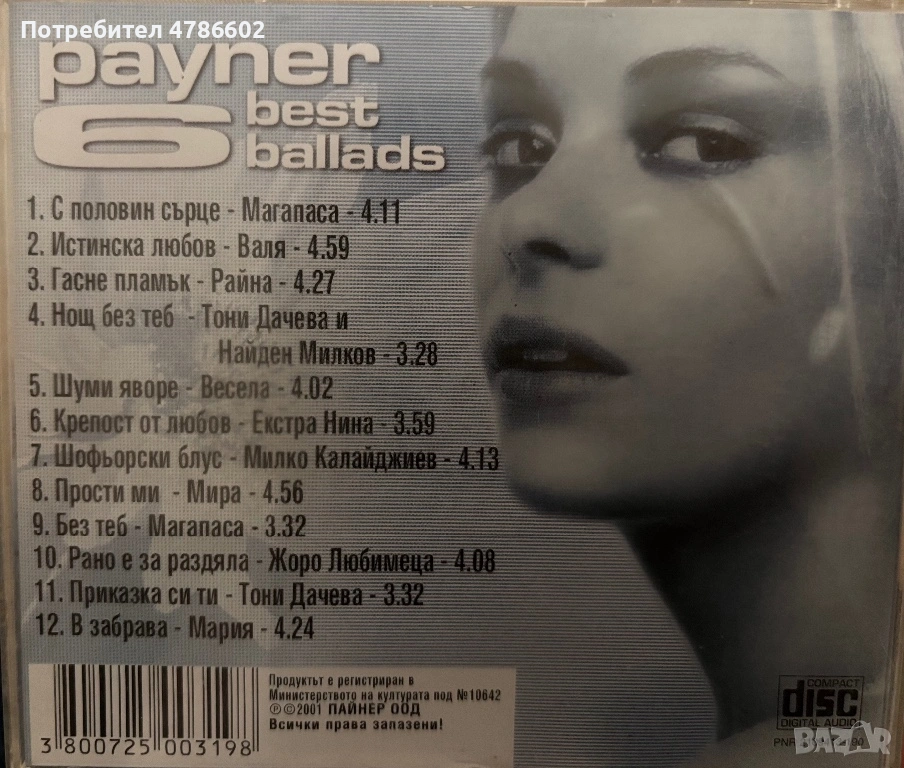 Потребител 4786602
payner
6 best
ballads
1. С половин сърце - Магапаса - 4.11
2. Истинска любов - Валя - 4.59
3. Гасне пламък - Райна - 4.27
4. Нощ без теб - Тони Дачева и
Найден Милков - 3.28
5. Шуми яворе - Весела - 4.02
6. Крепост от любов - Екстра Нина - 3.59
7. Шофьорски блус - Милко Калайджиев - 4.13
8. Прости ми - Мира - 4.56
9. Без теб - Магапаса - 3.32
10. Рано е за раздяла - Жоро Любимеца - 4.08
11. Приказка си ти - Тони Дачева - 3.32
12. В забрава - Мария - 4.24
Продуктът е регистриран в
Министерството на културата под №10642
℗©2001 ПАЙНЕР ООД
Всички права запазени!
3 800725 003198
COMPACT
disc
DIGITAL AUDIO
BAZAR